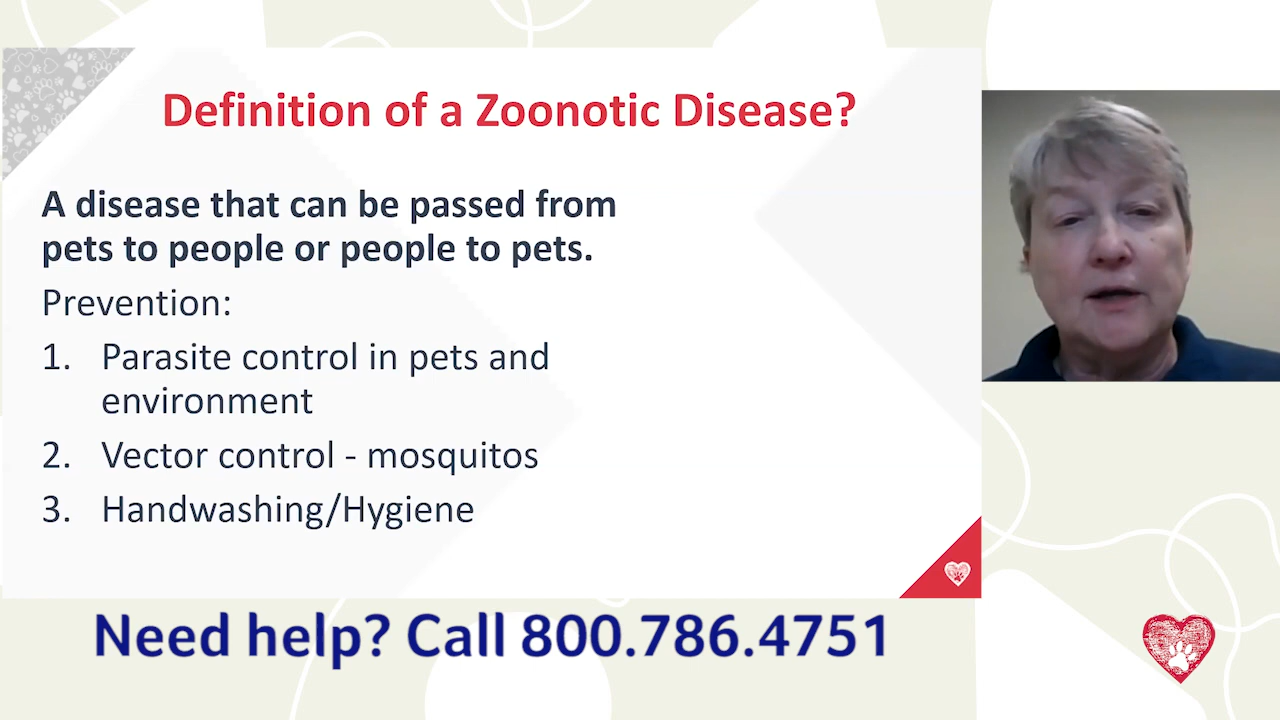 Definition of a Zoonotic Disease?
A disease that can be passed from
pets to people or people to pets.
Prevention:
1. Parasite control in pets and
environment
2. Vector control - mosquitos
3. Handwashing/Hygiene
Need help? Call 800.786.4751